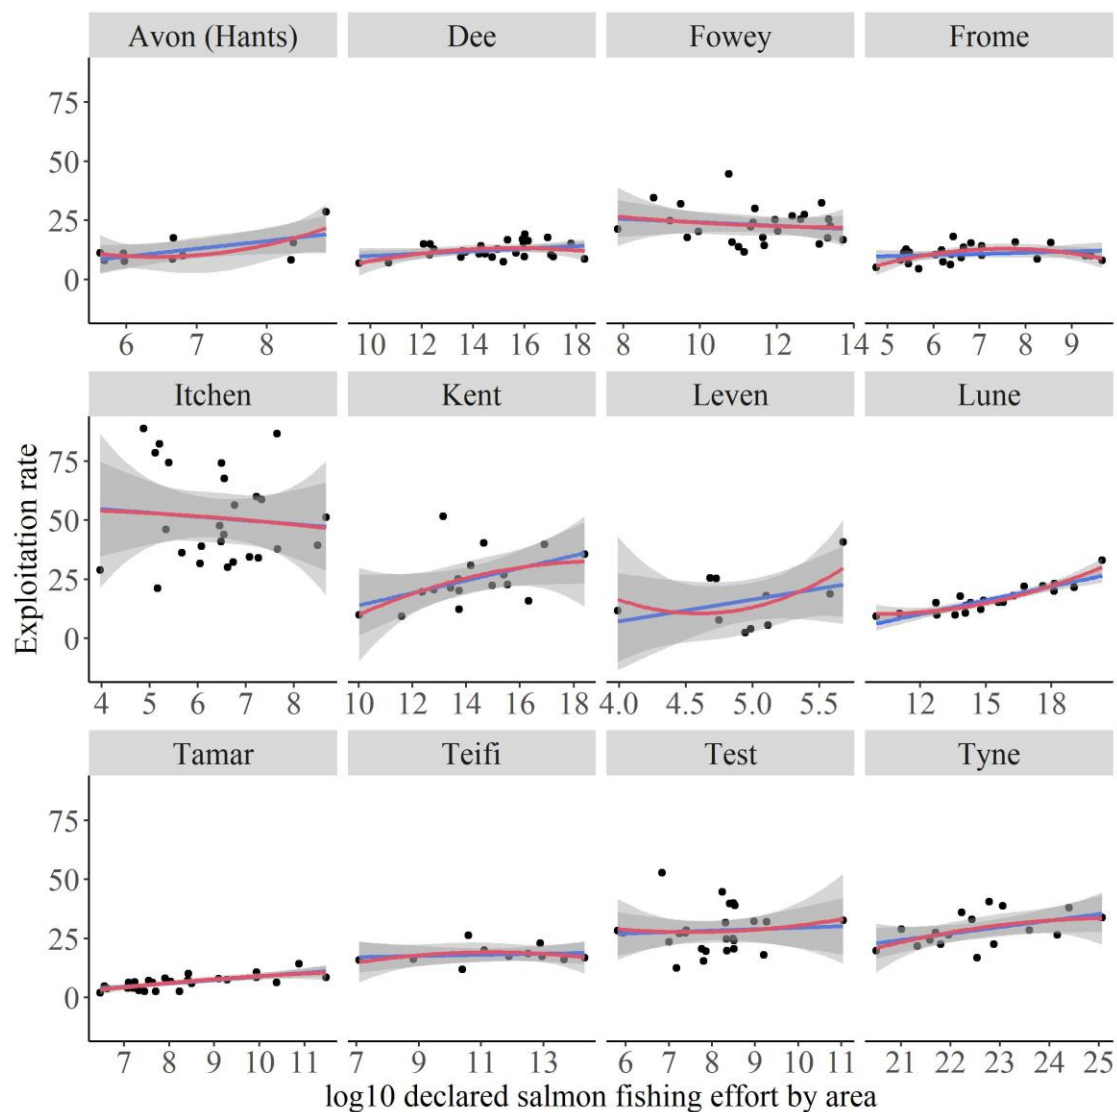 Avon (Hants) Dee Fowey Frome
75
50
25
0
6 7 8 10 12 14 16 18 8 10 12 14 5 6 7 8 9
Itchen Kent Leven Lune
75
50
25
0
4 5 6 7 8 10 12 14 16 18 4.0 4.5 5.0 5.5 12 15 18
Tamar Teifi Test Tyne
75
50
25
0
7 8 9 10 11 7 9 11 13 6 7 8 9 10 11 21 22 23 24 25
Exploitation rate
log10 declared salmon fishing effort by area